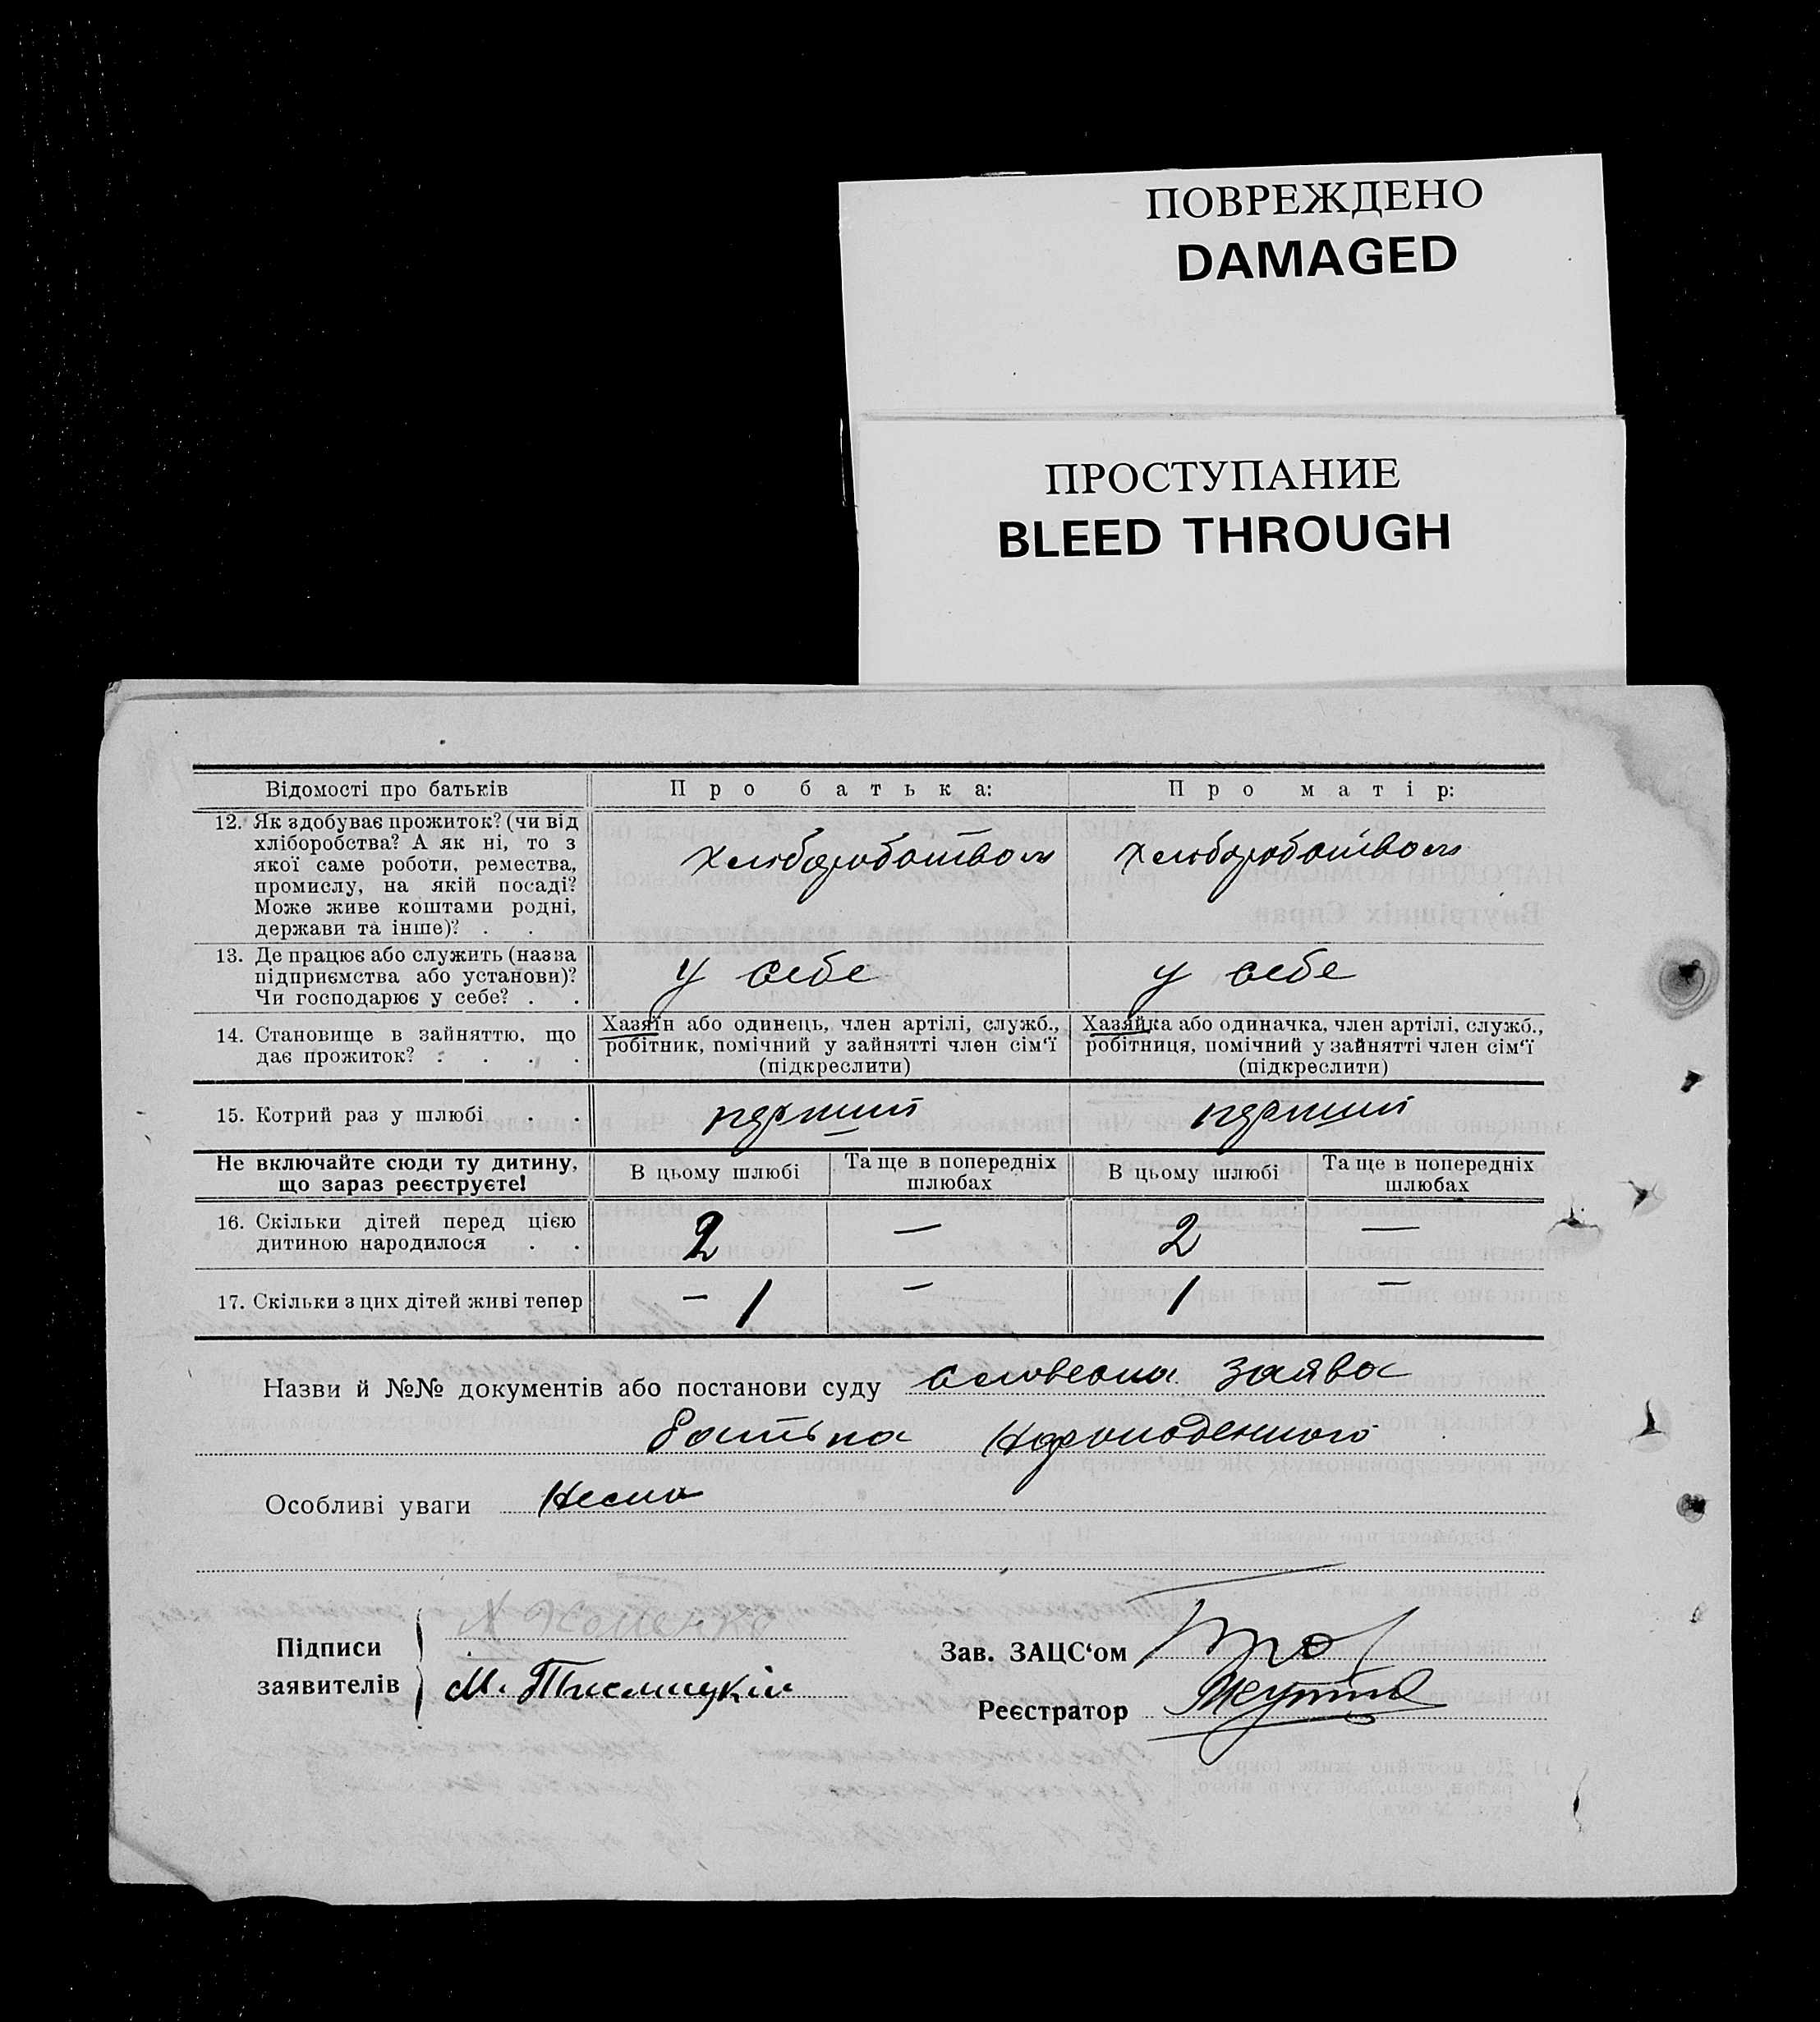 ПОВРЕЖДЕНО
DAMAGED
ПРОСТУПАНИЕ
BLEED THROUGH
Відомості про батьків
Про батька:
Про матір:
12. Як здобуває прожиток? (чи від
хліборобства? А як ні, то з
якої саме роботи, ремества,
промислу, на якій посаді?
Може живе коштами родні,
держави та інше)? . .
хліборобством
хліборобством
13. Де працює або служить (назва
підприємства або установи)?
Чи господарює у себе? . .
у себе
у себе
14. Становище в зайняттю, що
дає прожиток? . . . .
Хазяїн або одинець, член артілі, служб.,
робітник, помічний у зайнятті член сім'ї
(підкреслити)
Хазяйка або одиначка, член артілі, служб.,
робітниця, помічний у зайнятті член сім'ї
(підкреслити)
15. Котрий раз у шлюбі . .
перший
перший
Не включайте сюди ту дитину,
що зараз реєструєте!
В цьому шлюбі
Та ще в попередніх
шлюбах
В цьому шлюбі
Та ще в попередніх
шлюбах
16. Скільки дітей перед цією
дитиною народилося . .
2
—
2
—
17. Скільки з цих дітей живі тепер
– 1
–
1
–
Назви й №№ документів або постанови суду словесна заява
батька
Особливі уваги Нема
Підписи
заявителів
М.
Зав. ЗАЦС'ом
Реєстратор